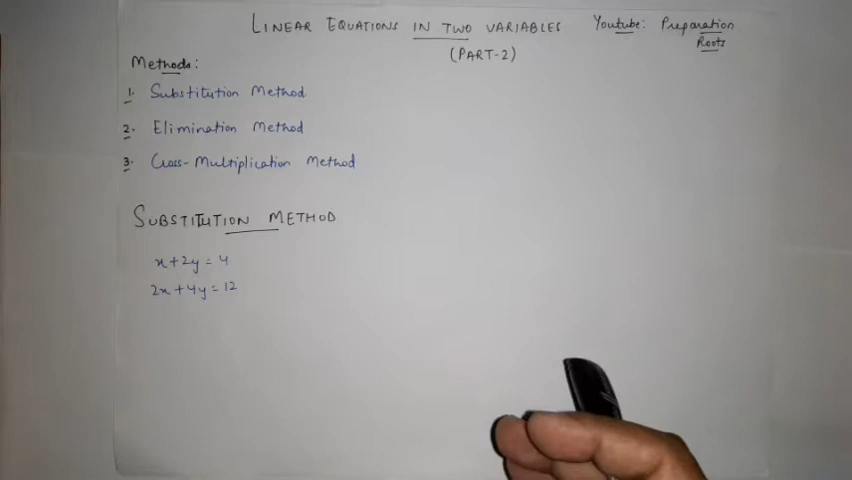 LINEAR EQUATIONS IN TWO VARIABLES
(PART-2)
Youtube: Preparation
Roots
Methods:
1. Substitution Method
2. Elimination Method
3. Cross-Multiplication Method
SUBSTITUTION METHOD
x+2y=4
2x+4y=12